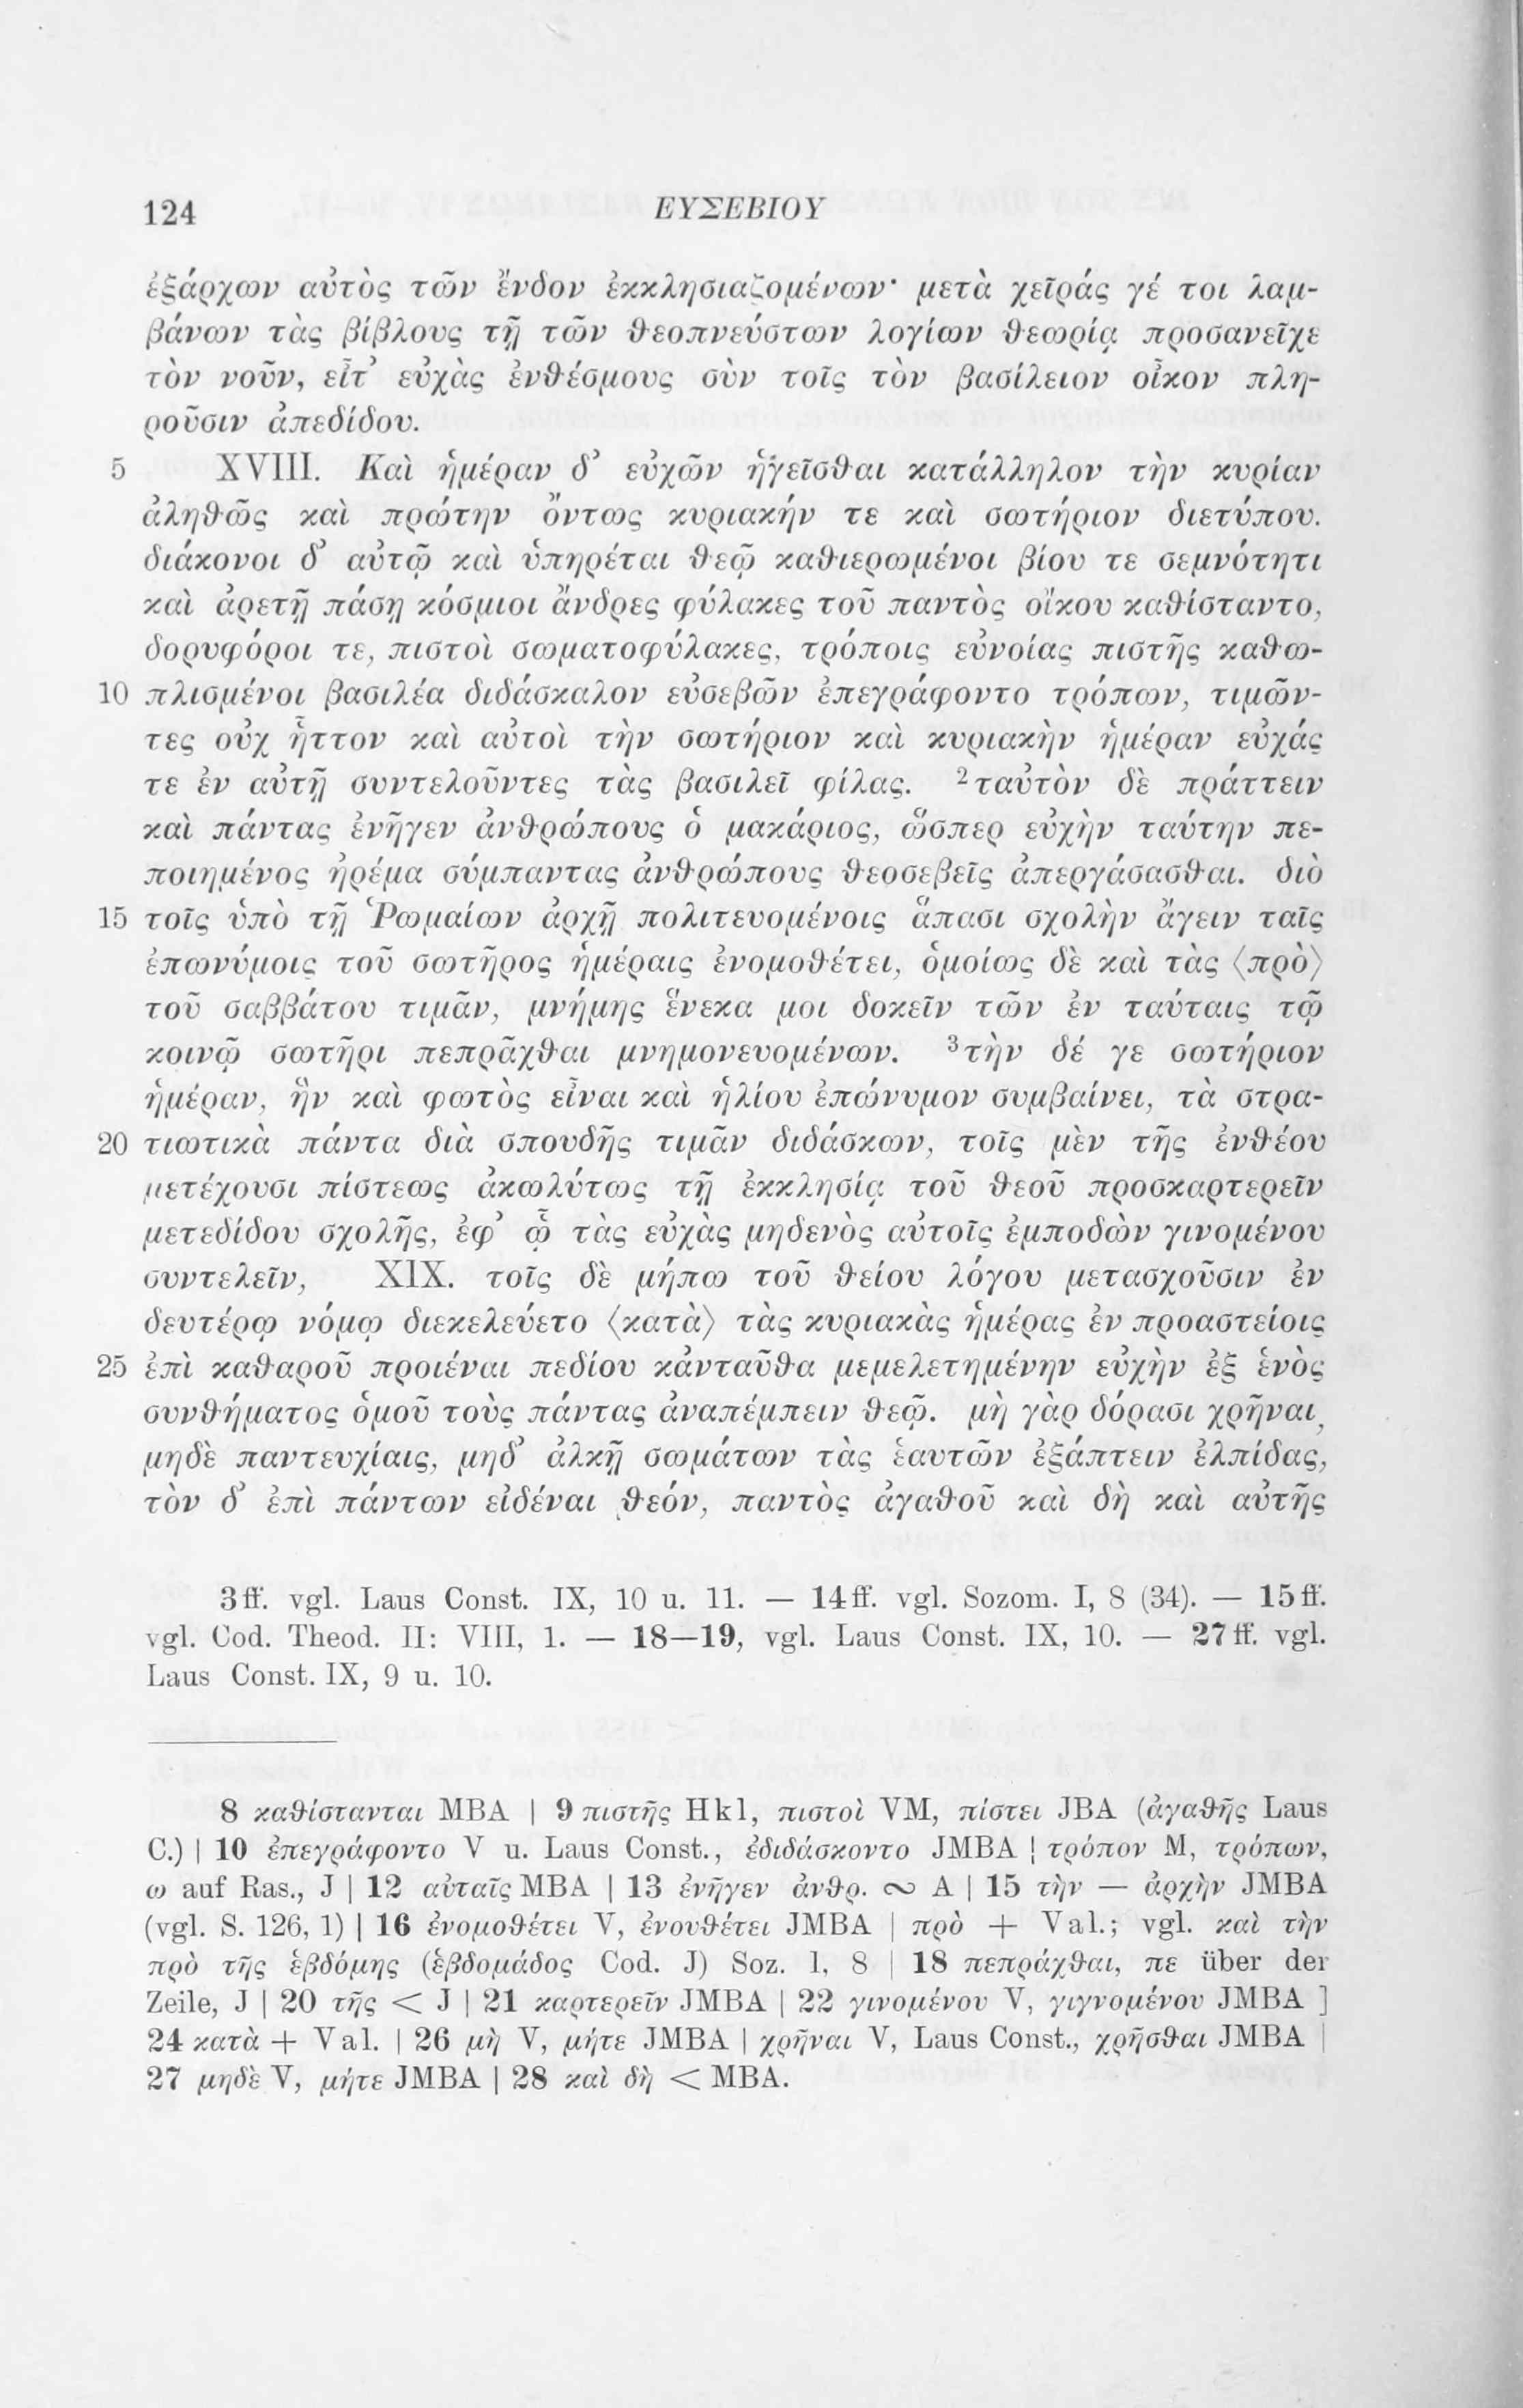 124 ΕΥΣΕΒΙΟΥ
ἐξάρχων αὐτὸς τῶν ἔνδον ἐκκλησιαζομένων· μετὰ χεῖράς γέ τοι λαμ-
βάνων τὰς βίβλους τῇ τῶν θεοπνεύστων λογίων θεωρίᾳ προσανεῖχε
τὸν νοῦν, εἶτ’ εὐχὰς ἐνθέσμους σὺν τοῖς τὸν βασίλειον οἶκον πλη-
ροῦσιν ἀπεδίδου.
5 XVIII. Καὶ ἡμέραν δ’ εὐχῶν ἡγεῖσθαι κατάλληλον τὴν κυρίαν
ἀληθῶς καὶ πρώτην ὄντως κυριακήν τε καὶ σωτήριον διετύπου.
διάκονοι δ’ αὐτῷ καὶ ὑπηρέται θεῷ καθιερωμένοι βίου τε σεμνότητι
καὶ ἀρετῇ πάσῃ κόσμιοι ἄνδρες φύλακες τοῦ παντὸς οἴκου καθίσταντο,
δορυφόροι τε, πιστοὶ σωματοφύλακες, τρόποις εὐνοίας πιστῆς καθω-
10 πλισμένοι βασιλέα διδάσκαλον εὐσεβῶν ἐπεγράφοντο τρόπων, τιμῶν-
τες οὐχ ἧττον καὶ αὐτοὶ τὴν σωτήριον καὶ κυριακὴν ἡμέραν εὐχάς
τε ἐν αὐτῇ συντελοῦντες τὰς βασιλεῖ φίλας. ²ταὐτὸν δὲ πράττειν
καὶ πάντας ἐνῆγεν ἀνθρώπους ὁ μακάριος, ὥσπερ εὐχὴν ταύτην πε-
ποιημένος ἠρέμα σύμπαντας ἀνθρώπους θεοσεβεῖς ἀπεργάσασθαι. διὸ
15 τοῖς ὑπὸ τῇ Ῥωμαίων ἀρχῇ πολιτευομένοις ἅπασι σχολὴν ἄγειν ταῖς
ἐπωνύμοις τοῦ σωτῆρος ἡμέραις ἐνομοθέτει, ὁμοίως δὲ καὶ τὰς ⟨πρὸ⟩
τοῦ σαββάτου τιμᾶν, μνήμης ἕνεκα μοι δοκεῖν τῶν ἐν ταύταις τῷ
κοινῷ σωτῆρι πεπρᾶχθαι μνημονευομένων. ³τὴν δέ γε σωτήριον
ἡμέραν, ἣν καὶ φωτὸς εἶναι καὶ ἡλίου ἐπώνυμον συμβαίνει, τὰ στρα-
20 τιωτικὰ πάντα διὰ σπουδῆς τιμᾶν διδάσκων, τοῖς μὲν τῆς ἐνθέου
μετέχουσι πίστεως ἀκωλύτως τῇ ἐκκλησίᾳ τοῦ θεοῦ προσκαρτερεῖν
μετεδίδου σχολῆς, ἐφ’ ᾧ τὰς εὐχὰς μηδενὸς αὐτοῖς ἐμποδὼν γινομένου
συντελεῖν, XIX. τοῖς δὲ μήπω τοῦ θείου λόγου μετασχοῦσιν ἐν
δευτέρῳ νόμῳ διεκελεύετο ⟨κατὰ⟩ τὰς κυριακὰς ἡμέρας ἐν προαστείοις
25 ἐπὶ καθαροῦ προϊέναι πεδίου κἀνταῦθα μεμελετημένην εὐχὴν ἐξ ἑνὸς
συνθήματος ὁμοῦ τοὺς πάντας ἀναπέμπειν θεῷ. μὴ γὰρ δόρασι χρῆναι,
μηδὲ παντευχίαις, μηδ’ ἀλκῇ σωμάτων τὰς ἑαυτῶν ἐξάπτειν ἐλπίδας,
τὸν δ’ ἐπὶ πάντων εἰδέναι θεόν, παντὸς ἀγαθοῦ καὶ δὴ καὶ αὐτῆς
3ff. vgl. Laus Const. IX, 10 u. 11. — 14ff. vgl. Sozom. I, 8 (34). — 15ff.
vgl. Cod. Theod. II: VIII, 1. — 18—19, vgl. Laus Const. IX, 10. — 27ff. vgl.
Laus Const. IX, 9 u. 10.
8 καθίστανται MBA | 9 πιστῆς Hkl, πιστοὶ VM, πίστει JBA (ἀγαθῆς Laus
C.) | 10 ἐπεγράφοντο V u. Laus Const., ἐδιδάσκοντο JMBA | τρόπον M, τρόπων,
ω auf Ras., J | 12 αὐταῖς MBA | 13 ἐνῆγεν ἀνθρ. ∾ A | 15 τὴν — ἀρχὴν JMBA
(vgl. S. 126, 1) | 16 ἐνομοθέτει V, ἐνουθέτει JMBA | πρὸ + Val.; vgl. καὶ τὴν
πρὸ τῆς ἑβδόμης (ἑβδομάδος Cod. J) Soz. I, 8 | 18 πεπράχθαι, πε über der
Zeile, J | 20 τῆς < J | 21 καρτερεῖν JMBA | 22 γινομένου V, γιγνομένου JMBA |
24 κατὰ + Val. | 26 μὴ V, μήτε JMBA | χρῆναι V, Laus Const., χρῆσθαι JMBA |
27 μηδὲ V, μήτε JMBA | 28 καὶ δὴ < MBA.